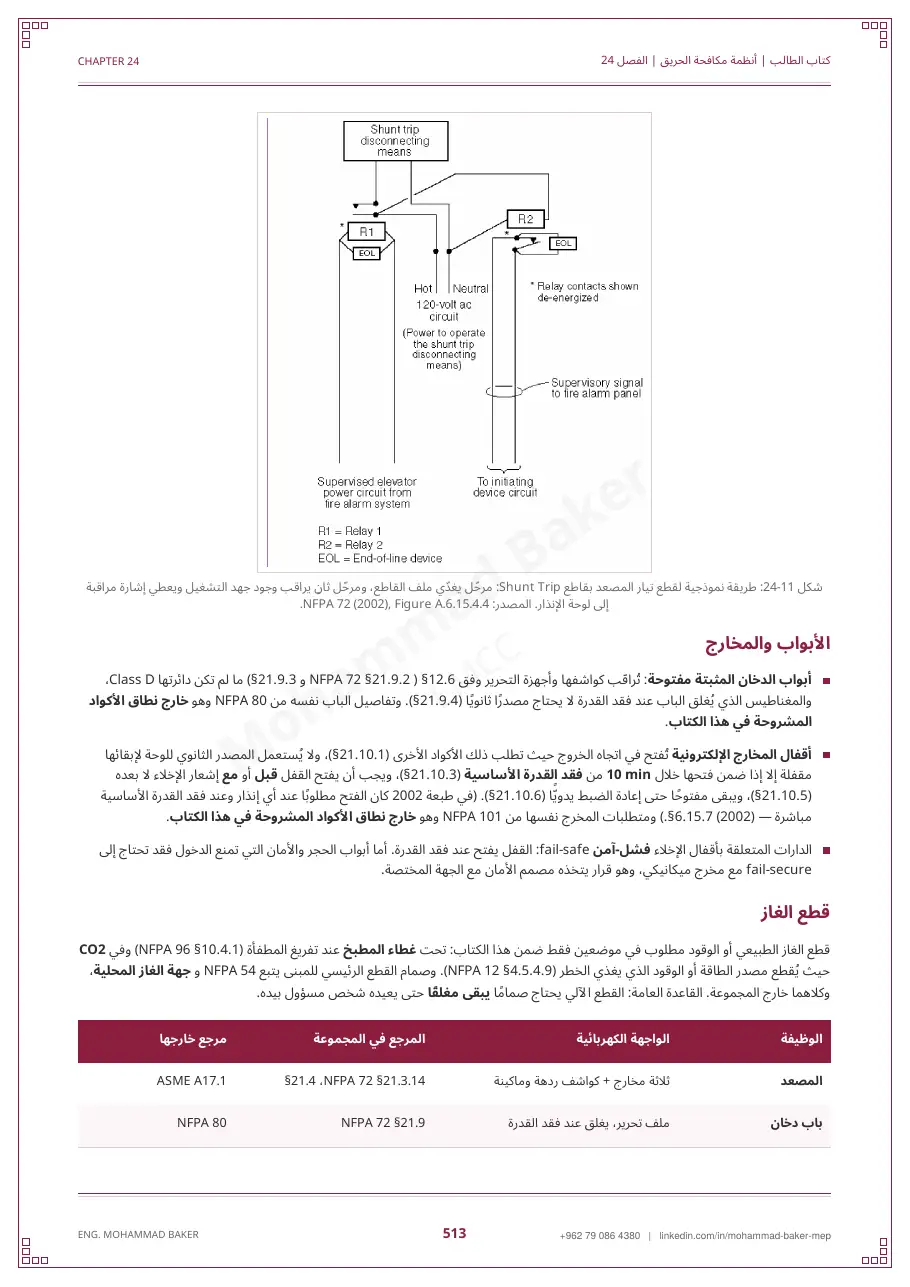 كتاب الطالب | أنظمة مكافحة الحريق | الفصل 24
CHAPTER 24
Shunt trip
disconnecting
means
R2
* R1
*
EOL
EOL
Hot Neutral
120-volt ac
circuit
(Power to operate
the shunt trip
disconnecting
means)
* Relay contacts shown
de-energized
Supervisory signal
to fire alarm panel
Supervised elevator
power circuit from
fire alarm system
To initiating
device circuit
R1 = Relay 1
R2 = Relay 2
EOL = End-of-line device
Mohammad Baker
شكل 11-24: طريقة نموذجية لقطع تيار المصعد بقاطع Shunt Trip: مرحّل يغذّي ملف القاطع، ومرحّل ثان يراقب وجود جهد التشغيل ويعطي إشارة مراقبة
إلى لوحة الإنذار. المصدر: NFPA 72 (2002), Figure A.6.15.4.4.
الأبواب والمخارج
أبواب الدخان المثبتة مفتوحة: تُراقب كواشفها وأجهزة التحرير وفق NFPA 72 §21.9.2 ) §12.6 و §21.9.3) ما لم تكن دائرتها Class D،
والمغناطيس الذي يُغلق الباب عند فقد القدرة لا يحتاج مصدرًا ثانويًا (§21.9.4). وتفاصيل الباب نفسه من NFPA 80 وهو خارج نطاق الأكواد
المشروحة في هذا الكتاب.
أقفال المخارج الإلكترونية تُفتح في اتجاه الخروج حيث تطلب ذلك الأكواد الأخرى (§21.10.1)، ولا يُستعمل المصدر الثانوي للوحة لإبقائها
مقفلة إلا إذا ضمن فتحها خلال 10 min من فقد القدرة الأساسية (§21.10.3)، ويجب أن يفتح القفل قبل أو مع إشعار الإخلاء لا بعده
(§21.10.5)، ويبقى مفتوحًا حتى إعادة الضبط يدويًّا (§21.10.6). (في طبعة 2002 كان الفتح مطلوبًا عند أي إنذار وعند فقد القدرة الأساسية
مباشرة — (2002) §6.15.7.) ومتطلبات المخرج نفسها من NFPA 101 وهو خارج نطاق الأكواد المشروحة في هذا الكتاب.
الدارات المتعلقة بأقفال الإخلاء فشل-آمن fail-safe: القفل يفتح عند فقد القدرة. أما أبواب الحجر والأمان التي تمنع الدخول فقد تحتاج إلى
fail-secure مع مخرج ميكانيكي، وهو قرار يتخذه مصمم الأمان مع الجهة المختصة.
قطع الغاز
قطع الغاز الطبيعي أو الوقود مطلوب في موضعين فقط ضمن هذا الكتاب: تحت غطاء المطبخ عند تفريغ المطفأة (NFPA 96 §10.4.1) وفي CO2
حيث يُقطع مصدر الطاقة أو الوقود الذي يغذي الخطر (NFPA 12 §4.5.4.9). وصمام القطع الرئيسي للمبنى يتبع NFPA 54 و جهة الغاز المحلية،
وكلاهما خارج المجموعة. القاعدة العامة: القطع الآلي يحتاج صمامًا يبقى مغلقًا حتى يعيده شخص مسؤول بيده.
الوظيفة الواجهة الكهربائية المرجع في المجموعة مرجع خارجها
المصعد ثلاثة مخارج + كواشف ردهة وماكينة NFPA 72 §21.3.14، §21.4 ASME A17.1
باب دخان ملف تحرير، يغلق عند فقد القدرة NFPA 72 §21.9 NFPA 80
ENG. MOHAMMAD BAKER
513
+962 79 086 4380 | linkedin.com/in/mohammad-baker-mep